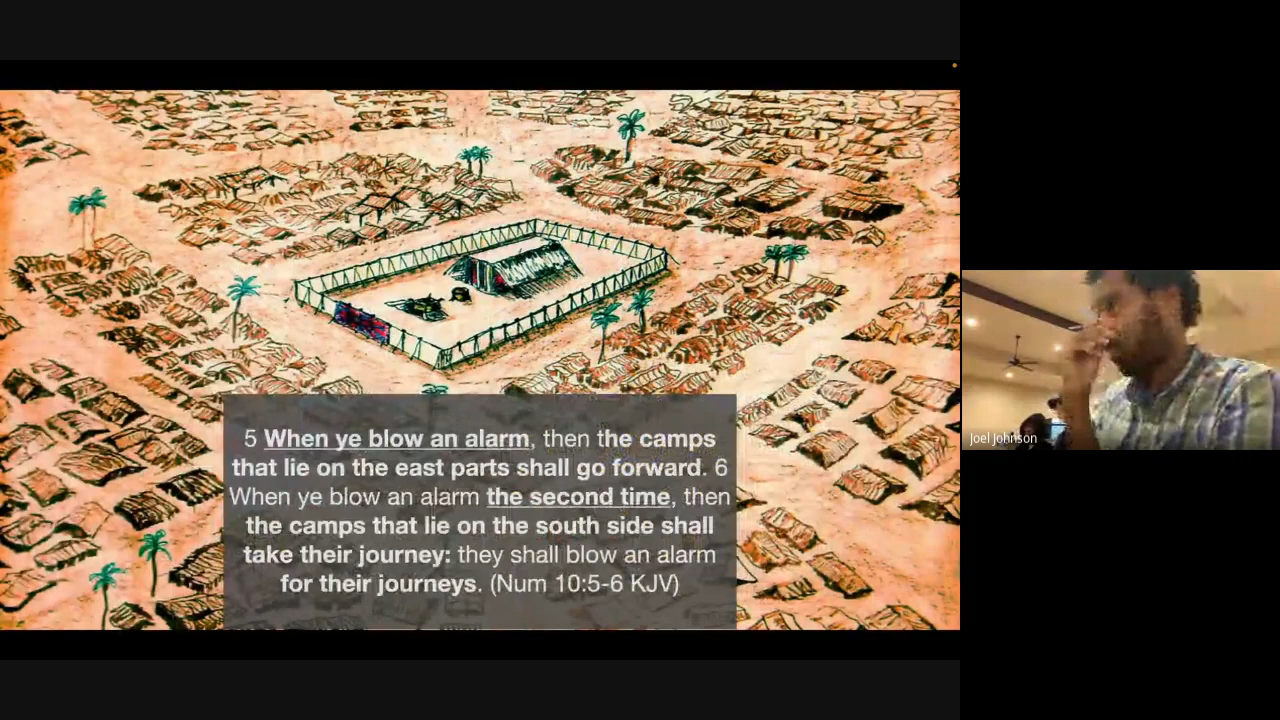 5 When ye blow an alarm, then the camps
that lie on the east parts shall go forward. 6
When ye blow an alarm the second time, then
the camps that lie on the south side shall
take their journey: they shall blow an alarm
for their journeys. (Num 10:5-6 KJV)
Joel Johnson